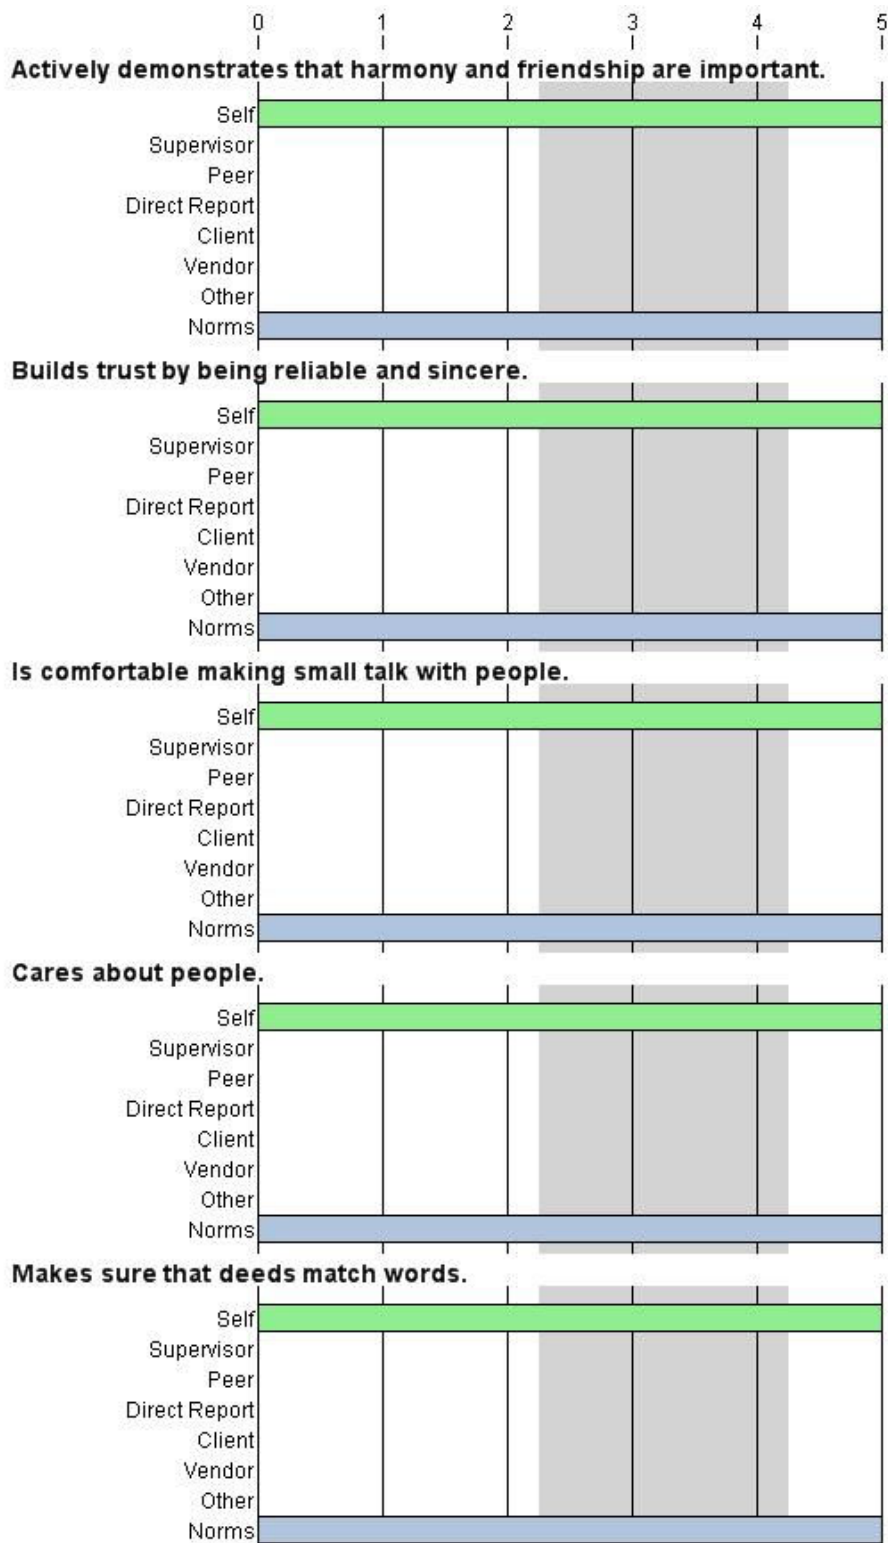 0 1 2 3 4 5
Actively demonstrates that harmony and friendship are important.
Self
Supervisor
Peer
Direct Report
Client
Vendor
Other
Norms
Builds trust by being reliable and sincere.
Self
Supervisor
Peer
Direct Report
Client
Vendor
Other
Norms
Is comfortable making small talk with people.
Self
Supervisor
Peer
Direct Report
Client
Vendor
Other
Norms
Cares about people.
Self
Supervisor
Peer
Direct Report
Client
Vendor
Other
Norms
Makes sure that deeds match words.
Self
Supervisor
Peer
Direct Report
Client
Vendor
Other
Norms